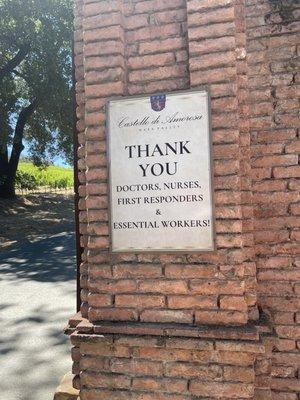 Castello di Amorosa
NAPA VALLEY
THANK
YOU
DOCTORS, NURSES,
FIRST RESPONDERS
&
ESSENTIAL WORKERS!